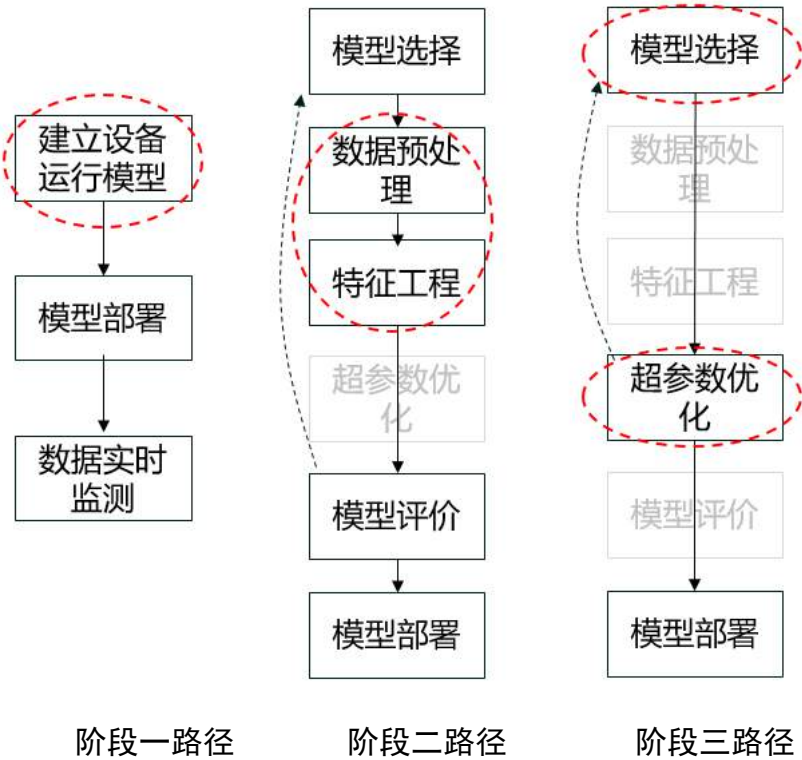 建立设备
运行模型
模型部署
数据实时
监测
阶段一路径
模型选择
数据预处
理
特征工程
超参数优
化
模型评价
模型部署
阶段二路径
模型选择
数据预处
理
特征工程
超参数优
化
模型评价
模型部署
阶段三路径